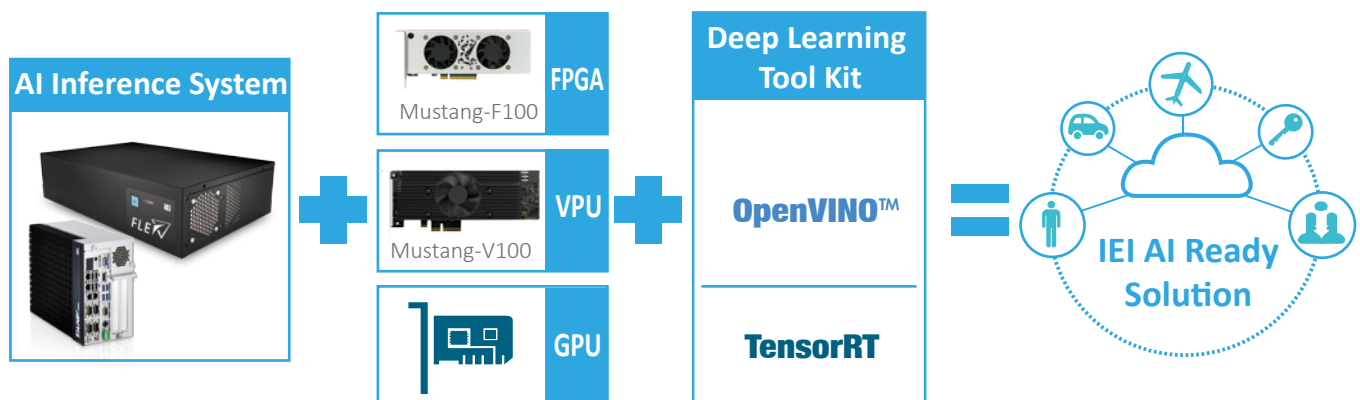 AI Inference System
FLEX
Mustang-F100
FPGA
Mustang-V100
VPU
GPU
Deep Learning
Tool Kit
OpenVINO™
TensorRT
IEI AI Ready
Solution